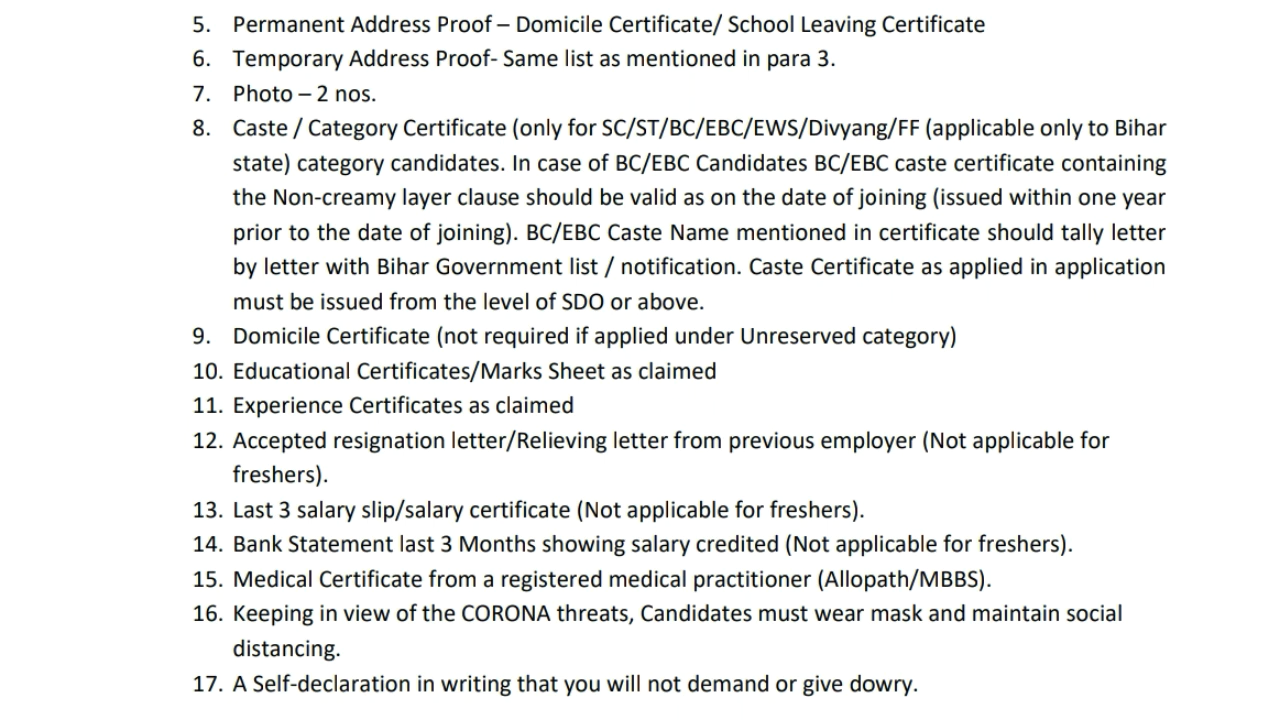 5. Permanent Address Proof – Domicile Certificate/ School Leaving Certificate
6. Temporary Address Proof- Same list as mentioned in para 3.
7. Photo – 2 nos.
8. Caste / Category Certificate (only for SC/ST/BC/EBC/EWS/Divyang/FF (applicable only to Bihar
state) category candidates. In case of BC/EBC Candidates BC/EBC caste certificate containing
the Non-creamy layer clause should be valid as on the date of joining (issued within one year
prior to the date of joining). BC/EBC Caste Name mentioned in certificate should tally letter
by letter with Bihar Government list / notification. Caste Certificate as applied in application
must be issued from the level of SDO or above.
9. Domicile Certificate (not required if applied under Unreserved category)
10. Educational Certificates/Marks Sheet as claimed
11. Experience Certificates as claimed
12. Accepted resignation letter/Relieving letter from previous employer (Not applicable for
freshers).
13. Last 3 salary slip/salary certificate (Not applicable for freshers).
14. Bank Statement last 3 Months showing salary credited (Not applicable for freshers).
15. Medical Certificate from a registered medical practitioner (Allopath/MBBS).
16. Keeping in view of the CORONA threats, Candidates must wear mask and maintain social
distancing.
17. A Self-declaration in writing that you will not demand or give dowry.